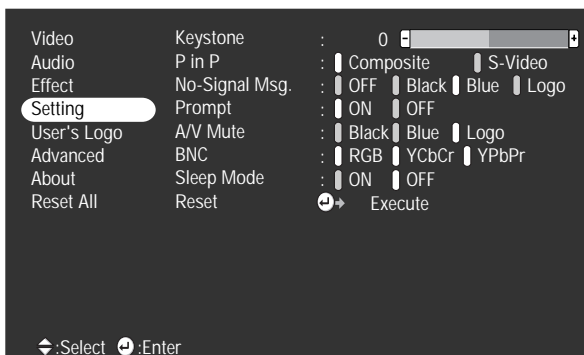 Video Keystone : 0 - +
Audio P in P : Composite S-Video
Effect No-Signal Msg. : OFF Black Blue Logo
Setting Prompt : ON OFF
User's Logo A/V Mute : Black Blue Logo
Advanced BNC : RGB YCbCr YPbPr
About Sleep Mode : ON OFF
Reset All Reset Execute
:Select :Enter